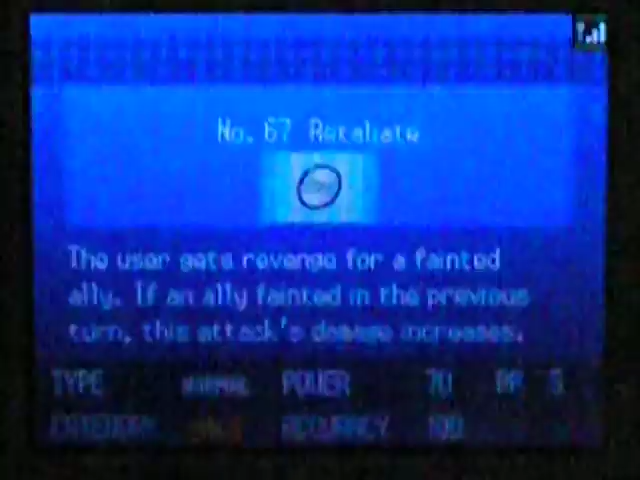 No. 67 Retaliate
The user gets revenge for a fainted
ally. If an ally fainted in the previous
turn, this attack's damage increases.
TYPE NORMAL POWER 70 PP 5
CATEGORY ACCURACY 100